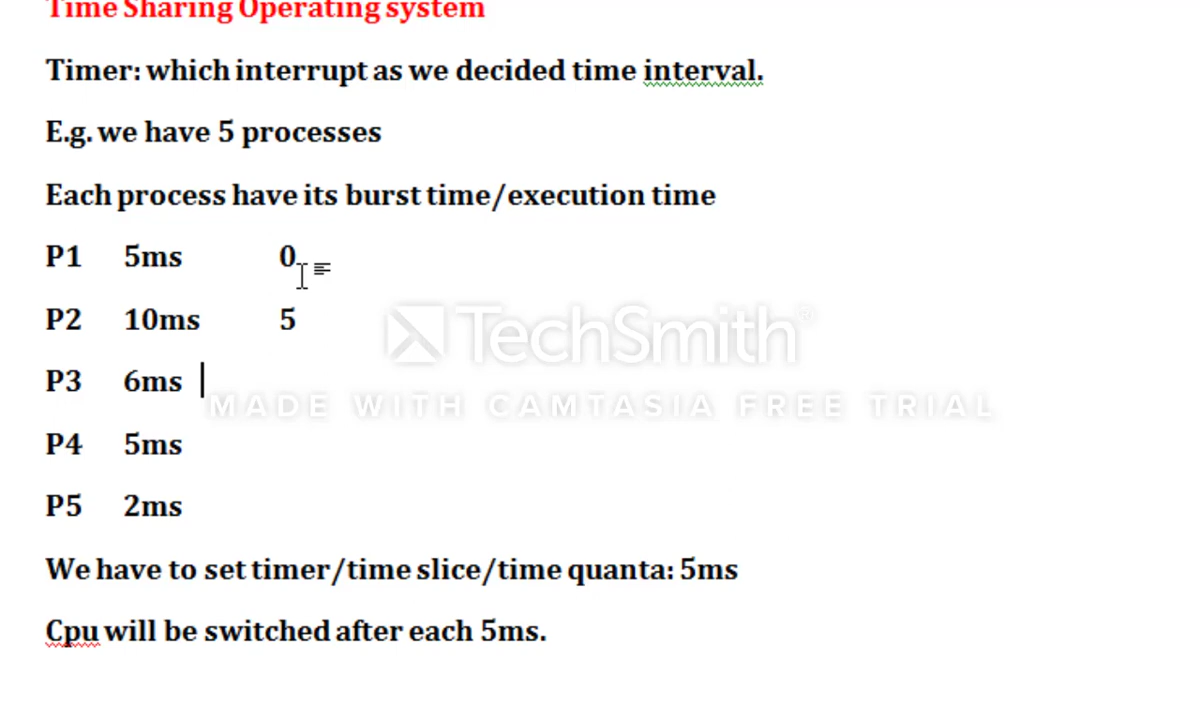 Time Sharing Operating system
Timer: which interrupt as we decided time interval.
E.g. we have 5 processes
Each process have its burst time/execution time
P1 5ms 0
P2 10ms 5
TechSmith®
P3 6ms
MADE WITH CAMTASIA FREE TRIAL
P4 5ms
P5 2ms
We have to set timer/time slice/time quanta: 5ms
Cpu will be switched after each 5ms.